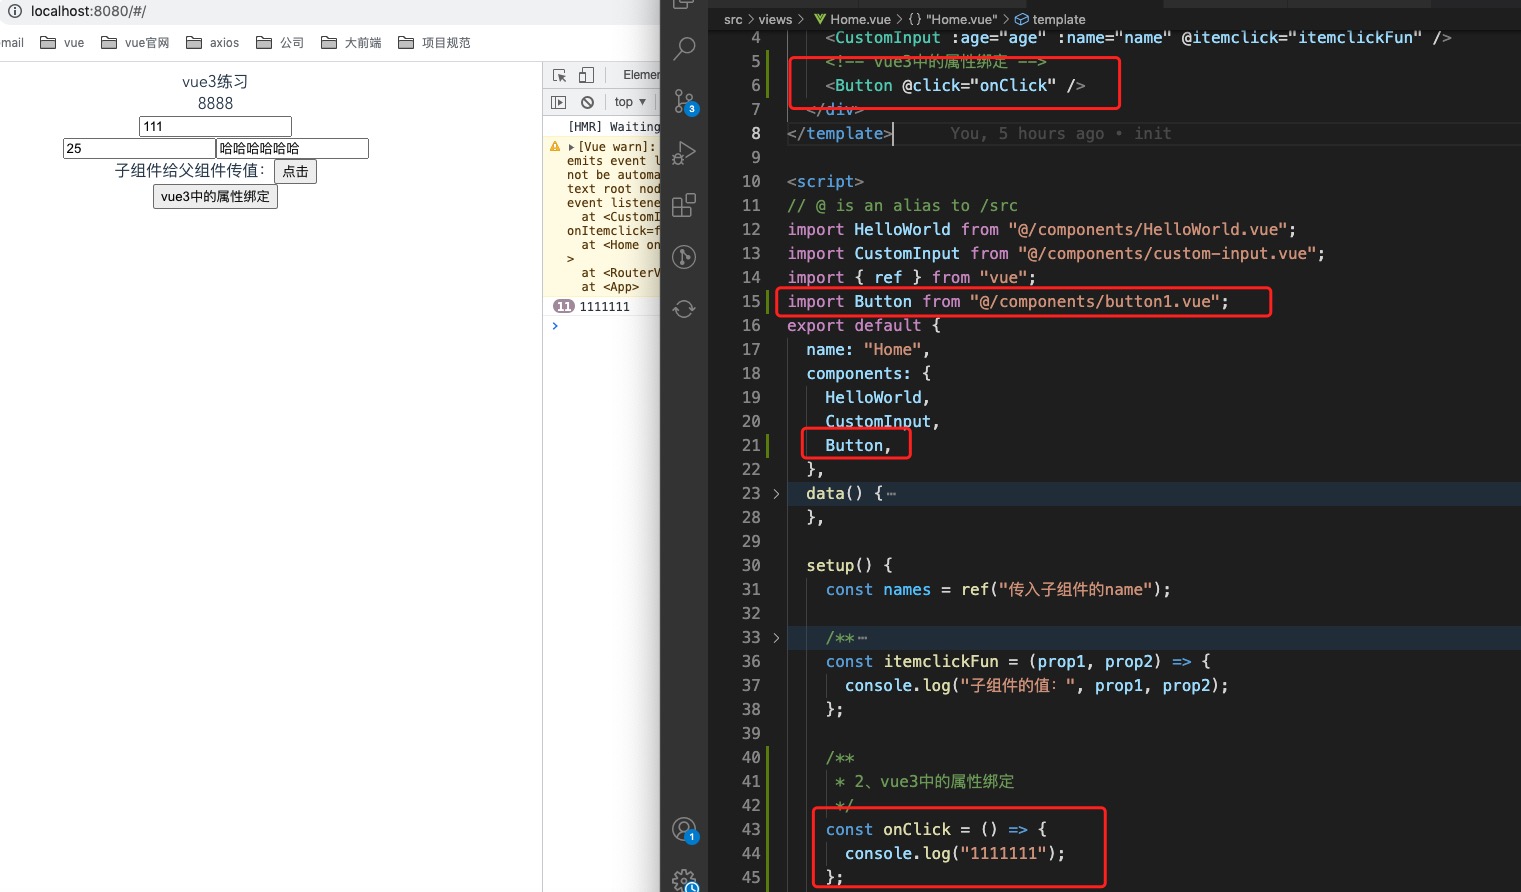 localhost:8080/#/
mail vue vue官网 axios 公司 大前端 项目规范
vue3练习
8888
111
25 哈哈哈哈哈哈
子组件给父组件传值： 点击
vue3中的属性绑定
Elemen
top ▼
[HMR] Waiting
[Vue warn]:
emits event l
not be automa
text root nod
event listene
at <CustomI
onItemclick=f
at <Home on
>
at <RouterV
at <App>
11 1111111
>
3
1
src > views > Home.vue > {} "Home.vue" > template
4 <CustomInput :age="age" :name="name" @itemclick="itemclickFun" />
5 <!-- vue3中的属性绑定 -->
6 <Button @click="onClick" />
7 </div>
8 </template> You, 5 hours ago • init
9
10 <script>
11 // @ is an alias to /src
12 import HelloWorld from "@/components/HelloWorld.vue";
13 import CustomInput from "@/components/custom-input.vue";
14 import { ref } from "vue";
15 import Button from "@/components/button1.vue";
16 export default {
17 name: "Home",
18 components: {
19 HelloWorld,
20 CustomInput,
21 Button,
22 },
23 > data() { ⋯
28 },
29
30 setup() {
31 const names = ref("传入子组件的name");
32
33 > /** ⋯
36 const itemclickFun = (prop1, prop2) => {
37 console.log("子组件的值：", prop1, prop2);
38 };
39
40 /**
41 * 2、vue3中的属性绑定
42 */
43 const onClick = () => {
44 console.log("1111111");
45 };